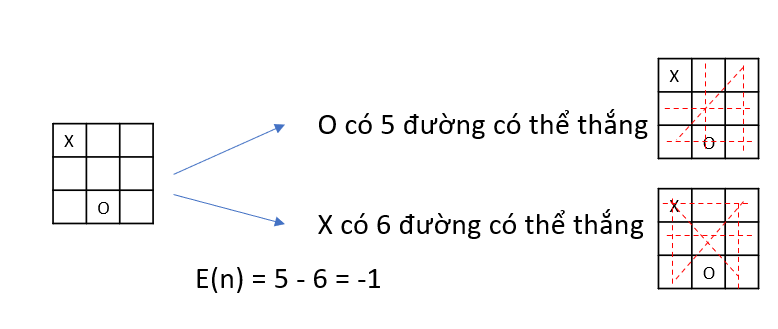 X
O có 5 đường có thể thắng
O
X
O
X
X có 6 đường có thể thắng
O
E(n) = 5 - 6 = -1